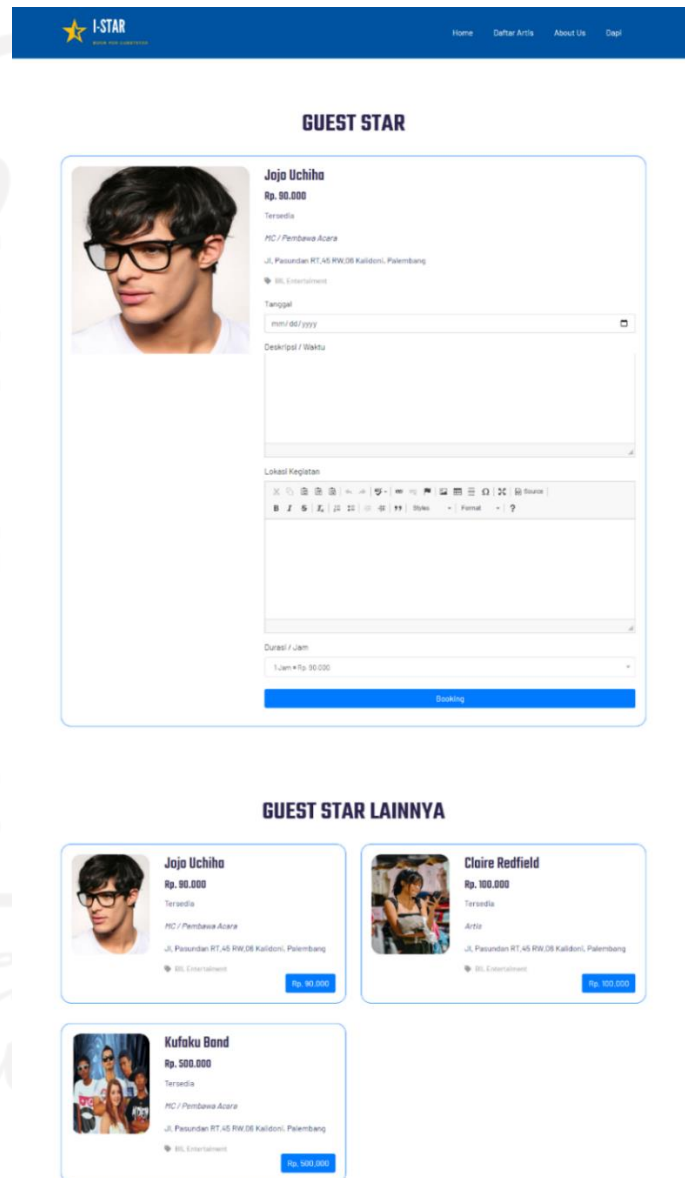 I-STAR
Home Daftar Artis About Us Dapi
GUEST STAR
Jojo Uchiha
Rp. 90.000
Tersedia
MC / Pembawa Acara
Jl, Pasundan RT,45 RW,06 Kalidoni, Palembang
BIL Entertaiment
Tanggal
mm/dd/yyyy
Deskripsi / Waktu
Lokasi Kegiatan
Source
B I S Styles Format ?
Durasi / Jam
1 Jam • Rp. 90.000
Booking
GUEST STAR LAINNYA
Jojo Uchiha
Rp. 90.000
Tersedia
MC / Pembawa Acara
Jl, Pasundan RT,45 RW,06 Kalidoni, Palembang
BIL Entertaiment
Rp. 90,000
Claire Redfield
Rp. 100.000
Tersedia
Artis
Jl, Pasundan RT,45 RW,06 Kalidoni, Palembang
BIL Entertaiment
Rp. 100,000
Kufaku Band
Rp. 500.000
Tersedia
MC / Pembawa Acara
Jl, Pasundan RT,45 RW,06 Kalidoni, Palembang
BIL Entertaiment
Rp. 500,000